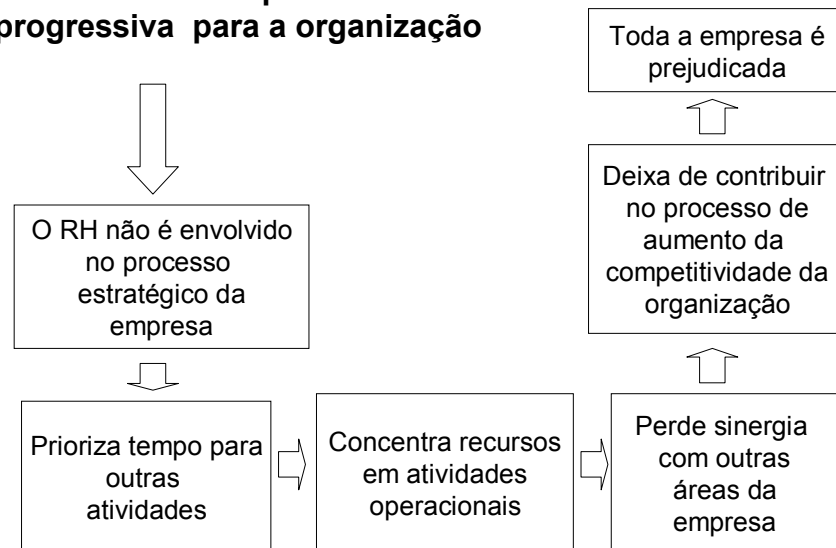 progressiva para a organização
O RH não é envolvido
no processo
estratégico da
empresa
Prioriza tempo para
outras
atividades
Concentra recursos
em atividades
operacionais
Perde sinergia
com outras
áreas da
empresa
Deixa de contribuir
no processo de
aumento da
competitividade da
organização
Toda a empresa é
prejudicada